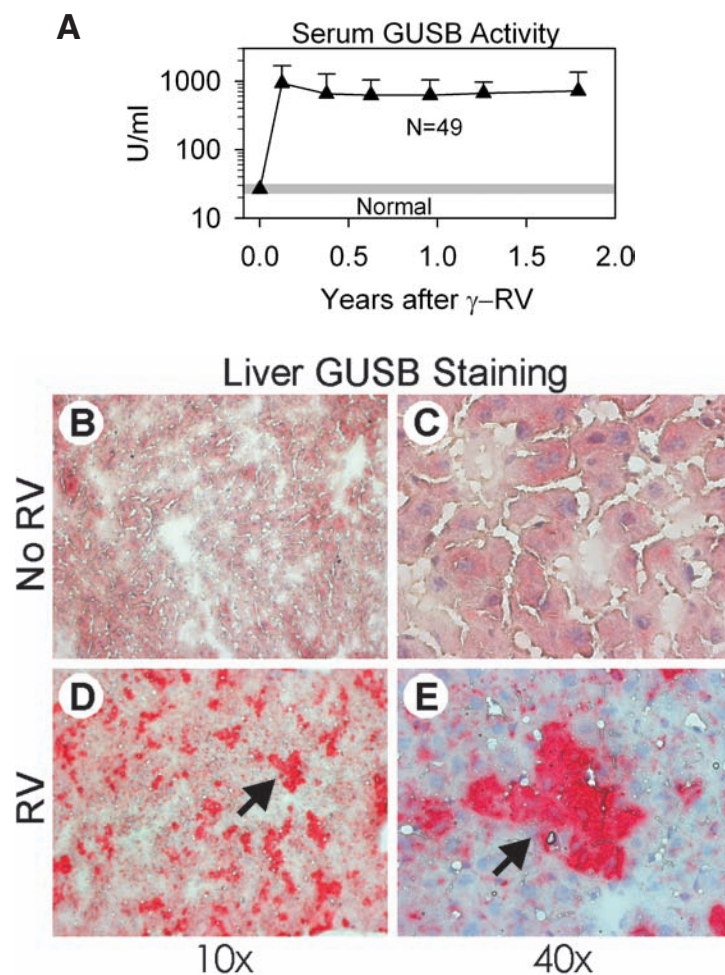 A
Serum GUSB Activity
1000
100
10
U/ml
N=49
Normal
0.0 0.5 1.0 1.5 2.0
Years after γ–RV
Liver GUSB Staining
No RV
B
C
RV
D
E
10x
40x